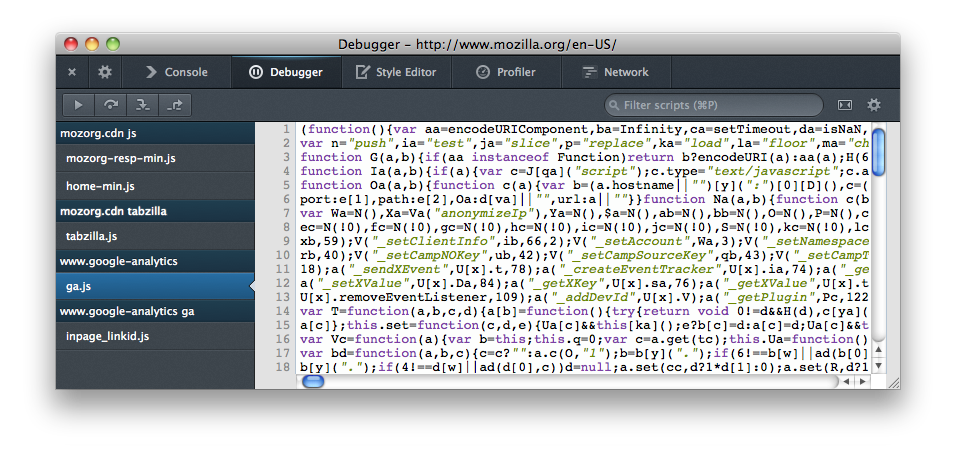 Debugger - http://www.mozilla.org/en-US/
Console
Debugger
Style Editor
Profiler
Network
Filter scripts (⌘P)
mozorg.cdn js
mozorg-resp-min.js
home-min.js
mozorg.cdn tabzilla
tabzilla.js
www.google-analytics
ga.js
www.google-analytics ga
inpage_linkid.js
1 (function(){var aa=encodeURIComponent,ba=Infinity,ca=setTimeout,da=isNaN,
2 var n="push",ia="test",ja="slice",p="replace",ka="load",la="floor",ma="ch
3 function G(a,b){if(aa instanceof Function)return b?encodeURI(a):aa(a);H(6
4 function Ia(a,b){if(a){var c=J[qa]("script");c.type="text/javascript";c.a
5 function Oa(a,b){function c(a){var b=(a.hostname||"")[y](":")[0][D](),c=(
6 port:e[1],path:e[2],Oa:d[va]||"",url:a||""}}function Na(a,b){function c(b
7 var Wa=N(),Xa=Va("anonymizeIp"),Ya=N(),$a=N(),ab=N(),bb=N(),O=N(),P=N(),c
8 ec=N(!0),fc=N(!0),gc=N(!0),hc=N(!0),ic=N(!0),jc=N(!0),S=N(!0),kc=N(!0),lc
9 xb,59);V("_setClientInfo",ib,66,2);V("_setAccount",Wa,3);V("_setNamespace
10 rb,40);V("_setCampNOKey",ub,42);V("_setCampSourceKey",qb,43);V("_setCampT
11 18);a("_sendXEvent",U[x].t,78);a("_createEventTracker",U[x].ia,74);a("_ge
12 a("_setXValue",U[x].Da,84);a("_getXKey",U[x].sa,76);a("_getXValue",U[x].t
13 U[x].removeEventListener,109);a("_addDevId",U[x].V);a("_getPlugin",Pc,122
14 var T=function(a,b,c,d){a[b]=function(){try{return void 0!=d&&H(d),c[ya](
15 a[c]};this.set=function(c,d,e){Ua[c]&&this[ka]();e?b[c]=d:a[c]=d;Ua[c]&&t
16 var Vc=function(a){var b=this;this.q=0;var c=a.get(tc);this.Ua=function()
17 var bd=function(a,b,c){c=c?"":a.c(O,"1");b=b[y](".");if(6!==b[w]||ad(b[0]
18 b[y](".");if(4!==d[w]||ad(d[0],c))d=null;a.set(cc,d?1*d[1]:0);a.set(R,d?1